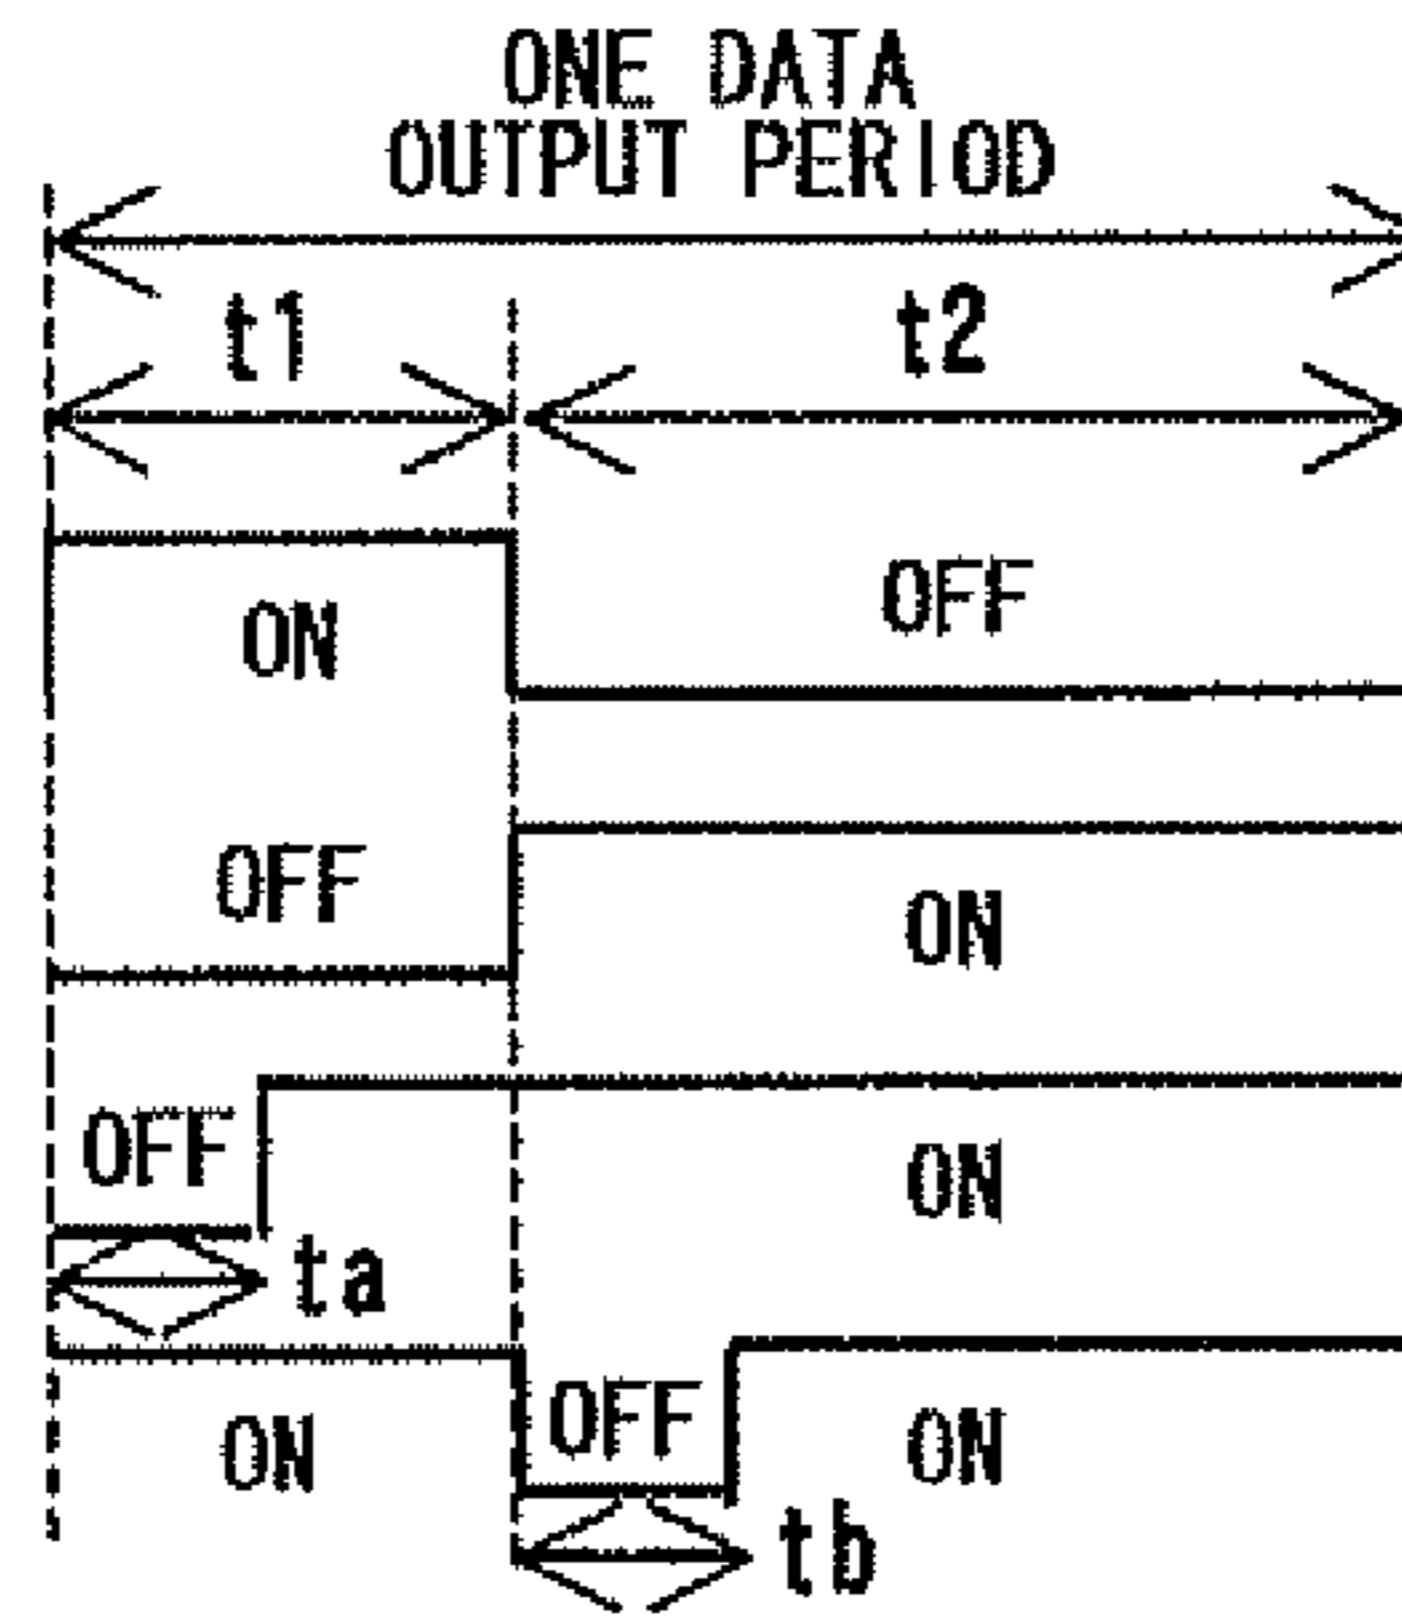 ONE DATA
OUTPUT PERIOD
t1 t2
ON OFF
OFF ON
OFF ON
ta
ON OFF ON
tb